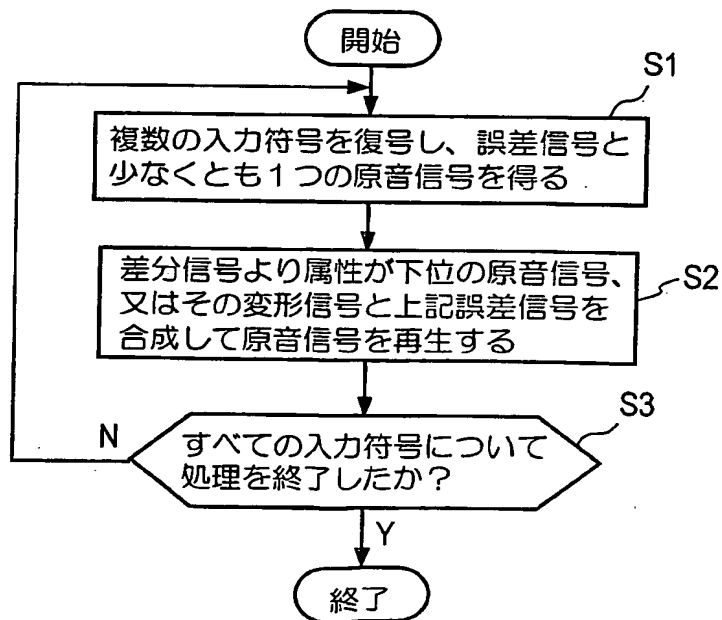 開始
S1
複数の入力符号を復号し、誤差信号と
少なくとも1つの原音信号を得る
差分信号より属性が下位の原音信号、
又はその変形信号と上記誤差信号を
合成して原音信号を再生する
S2
S3
N
すべての入力符号について
処理を終了したか？
Y
終了